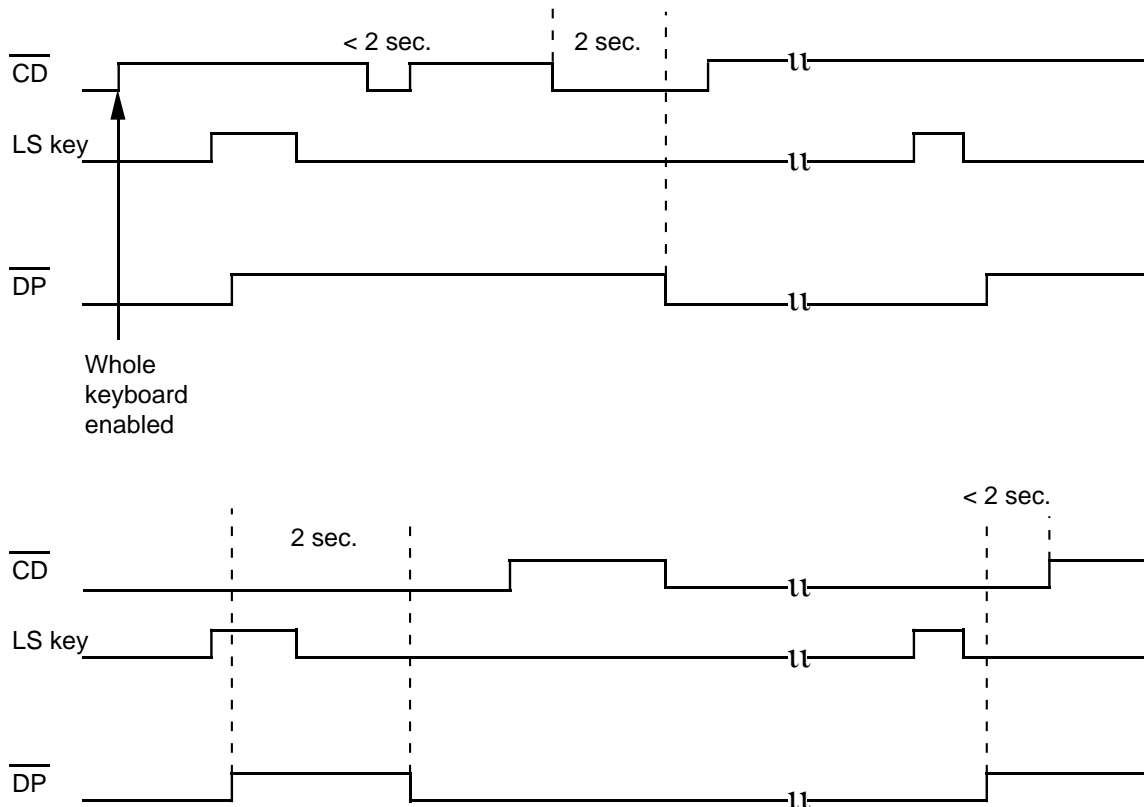 < 2 sec.
2 sec.
CD
LS key
DP
Whole
keyboard
enabled
< 2 sec.
2 sec.
CD
LS key
DP